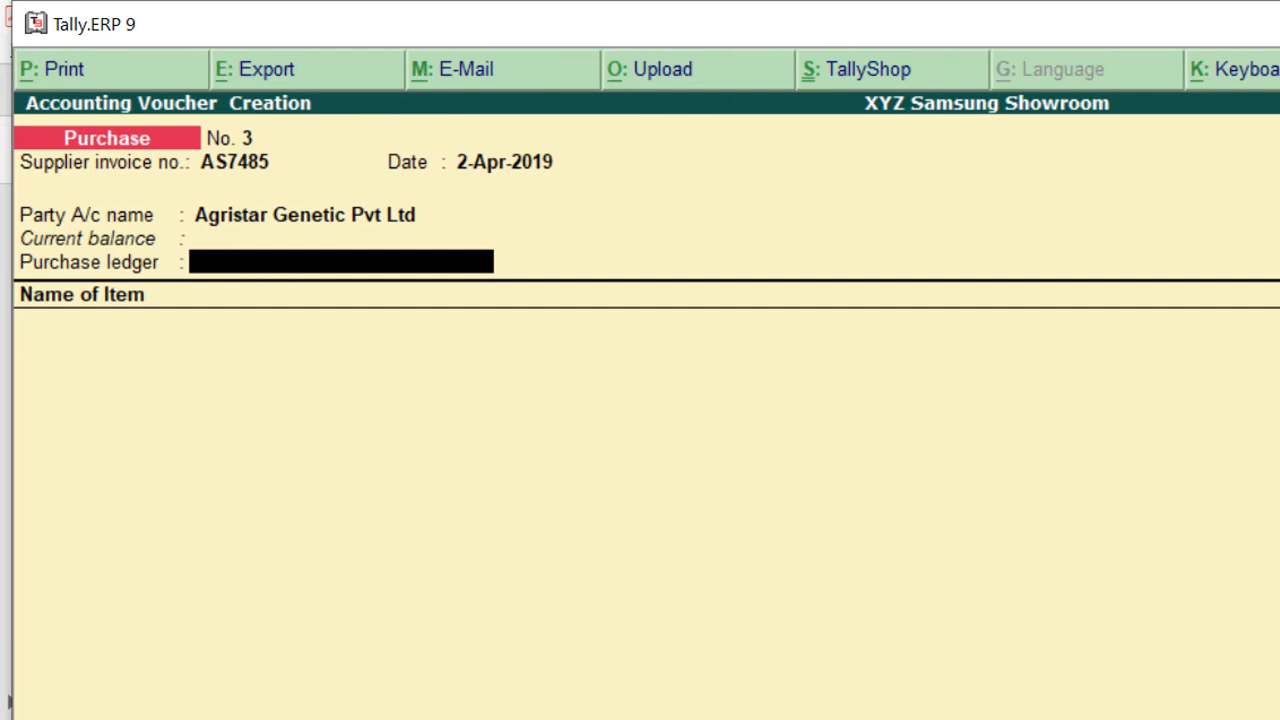 Tally.ERP 9
P: Print E: Export M: E-Mail O: Upload S: TallyShop G: Language K: Keyboa
Accounting Voucher Creation XYZ Samsung Showroom
Purchase No. 3
Supplier invoice no.: AS7485 Date : 2-Apr-2019
Party A/c name : Agristar Genetic Pvt Ltd
Current balance :
Purchase ledger :
Name of Item